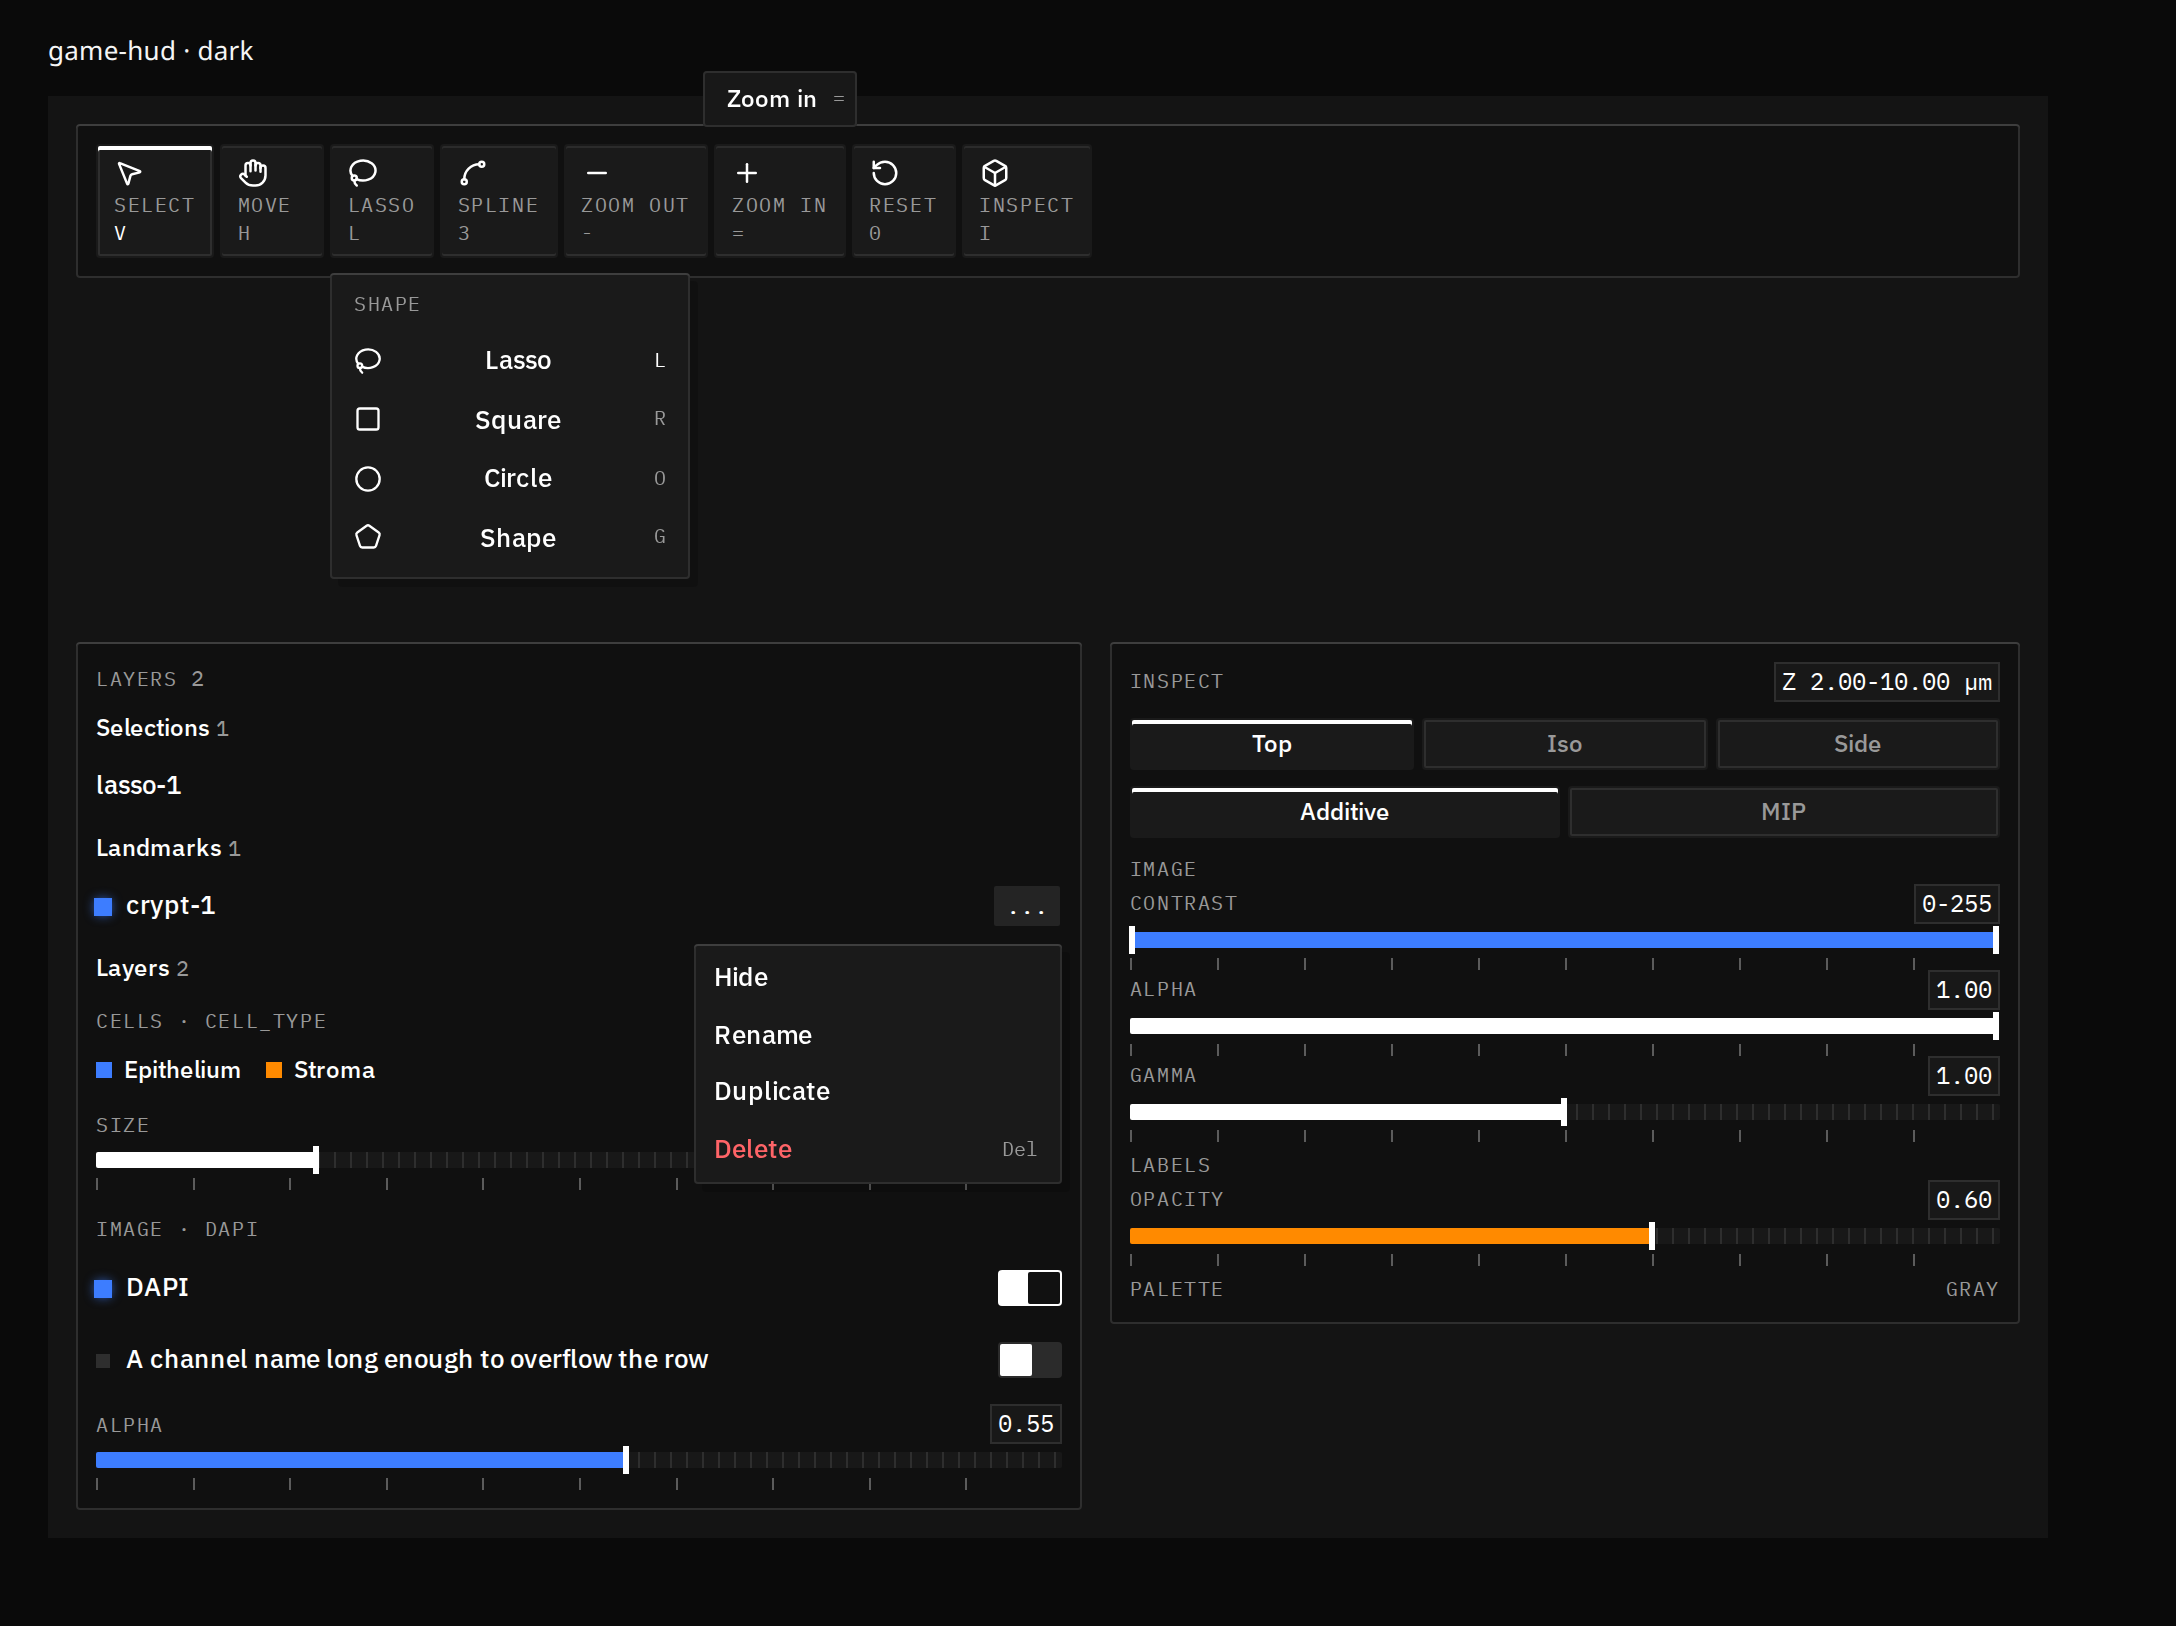 game-hud · dark
Zoom in =
SELECT MOVE LASSO SPLINE ZOOM OUT ZOOM IN RESET INSPECT
V H L 3 - = 0 I
SHAPE
Lasso L
Square R
Circle O
Shape G
LAYERS 2
Selections 1
lasso-1
Landmarks 1
crypt-1 ...
Layers 2
CELLS · CELL_TYPE
Epithelium Stroma
SIZE
Hide
Rename
Duplicate
Delete Del
IMAGE · DAPI
DAPI
A channel name long enough to overflow the row
ALPHA 0.55
INSPECT Z 2.00-10.00 µm
Top Iso Side
Additive MIP
IMAGE
CONTRAST 0-255
ALPHA 1.00
GAMMA 1.00
LABELS
OPACITY 0.60
PALETTE GRAY